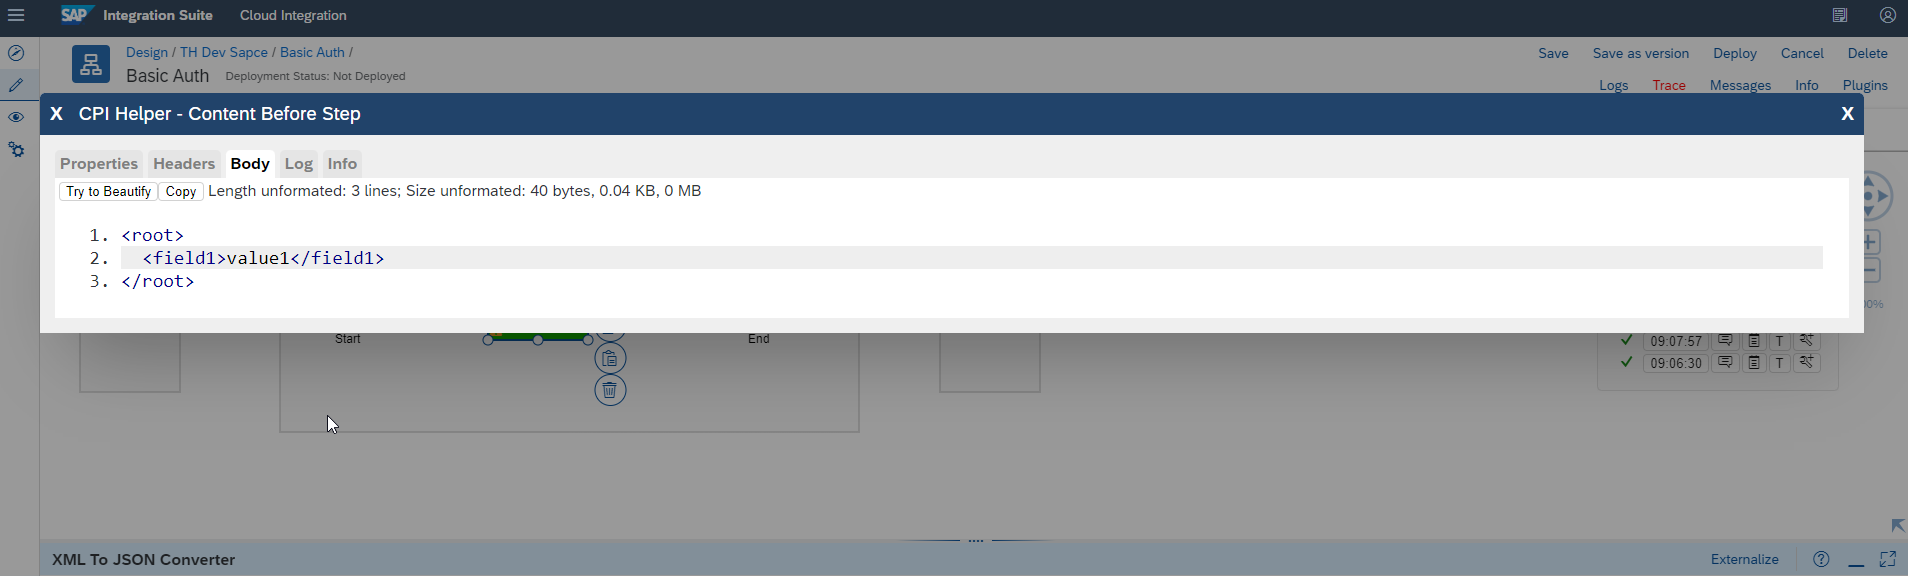 SAP Integration Suite Cloud Integration
Design / TH Dev Sapce / Basic Auth /
Basic Auth Deployment Status: Not Deployed
Save Save as version Deploy Cancel Delete
Logs Trace Messages Info Plugins
X CPI Helper - Content Before Step X
Properties Headers Body Log Info
Try to Beautify Copy Length unformated: 3 lines; Size unformated: 40 bytes, 0.04 KB, 0 MB
1. <root>
2. <field1>value1</field1>
3. </root>
Start End
09:07:57 T
09:06:30 T
XML To JSON Converter Externalize